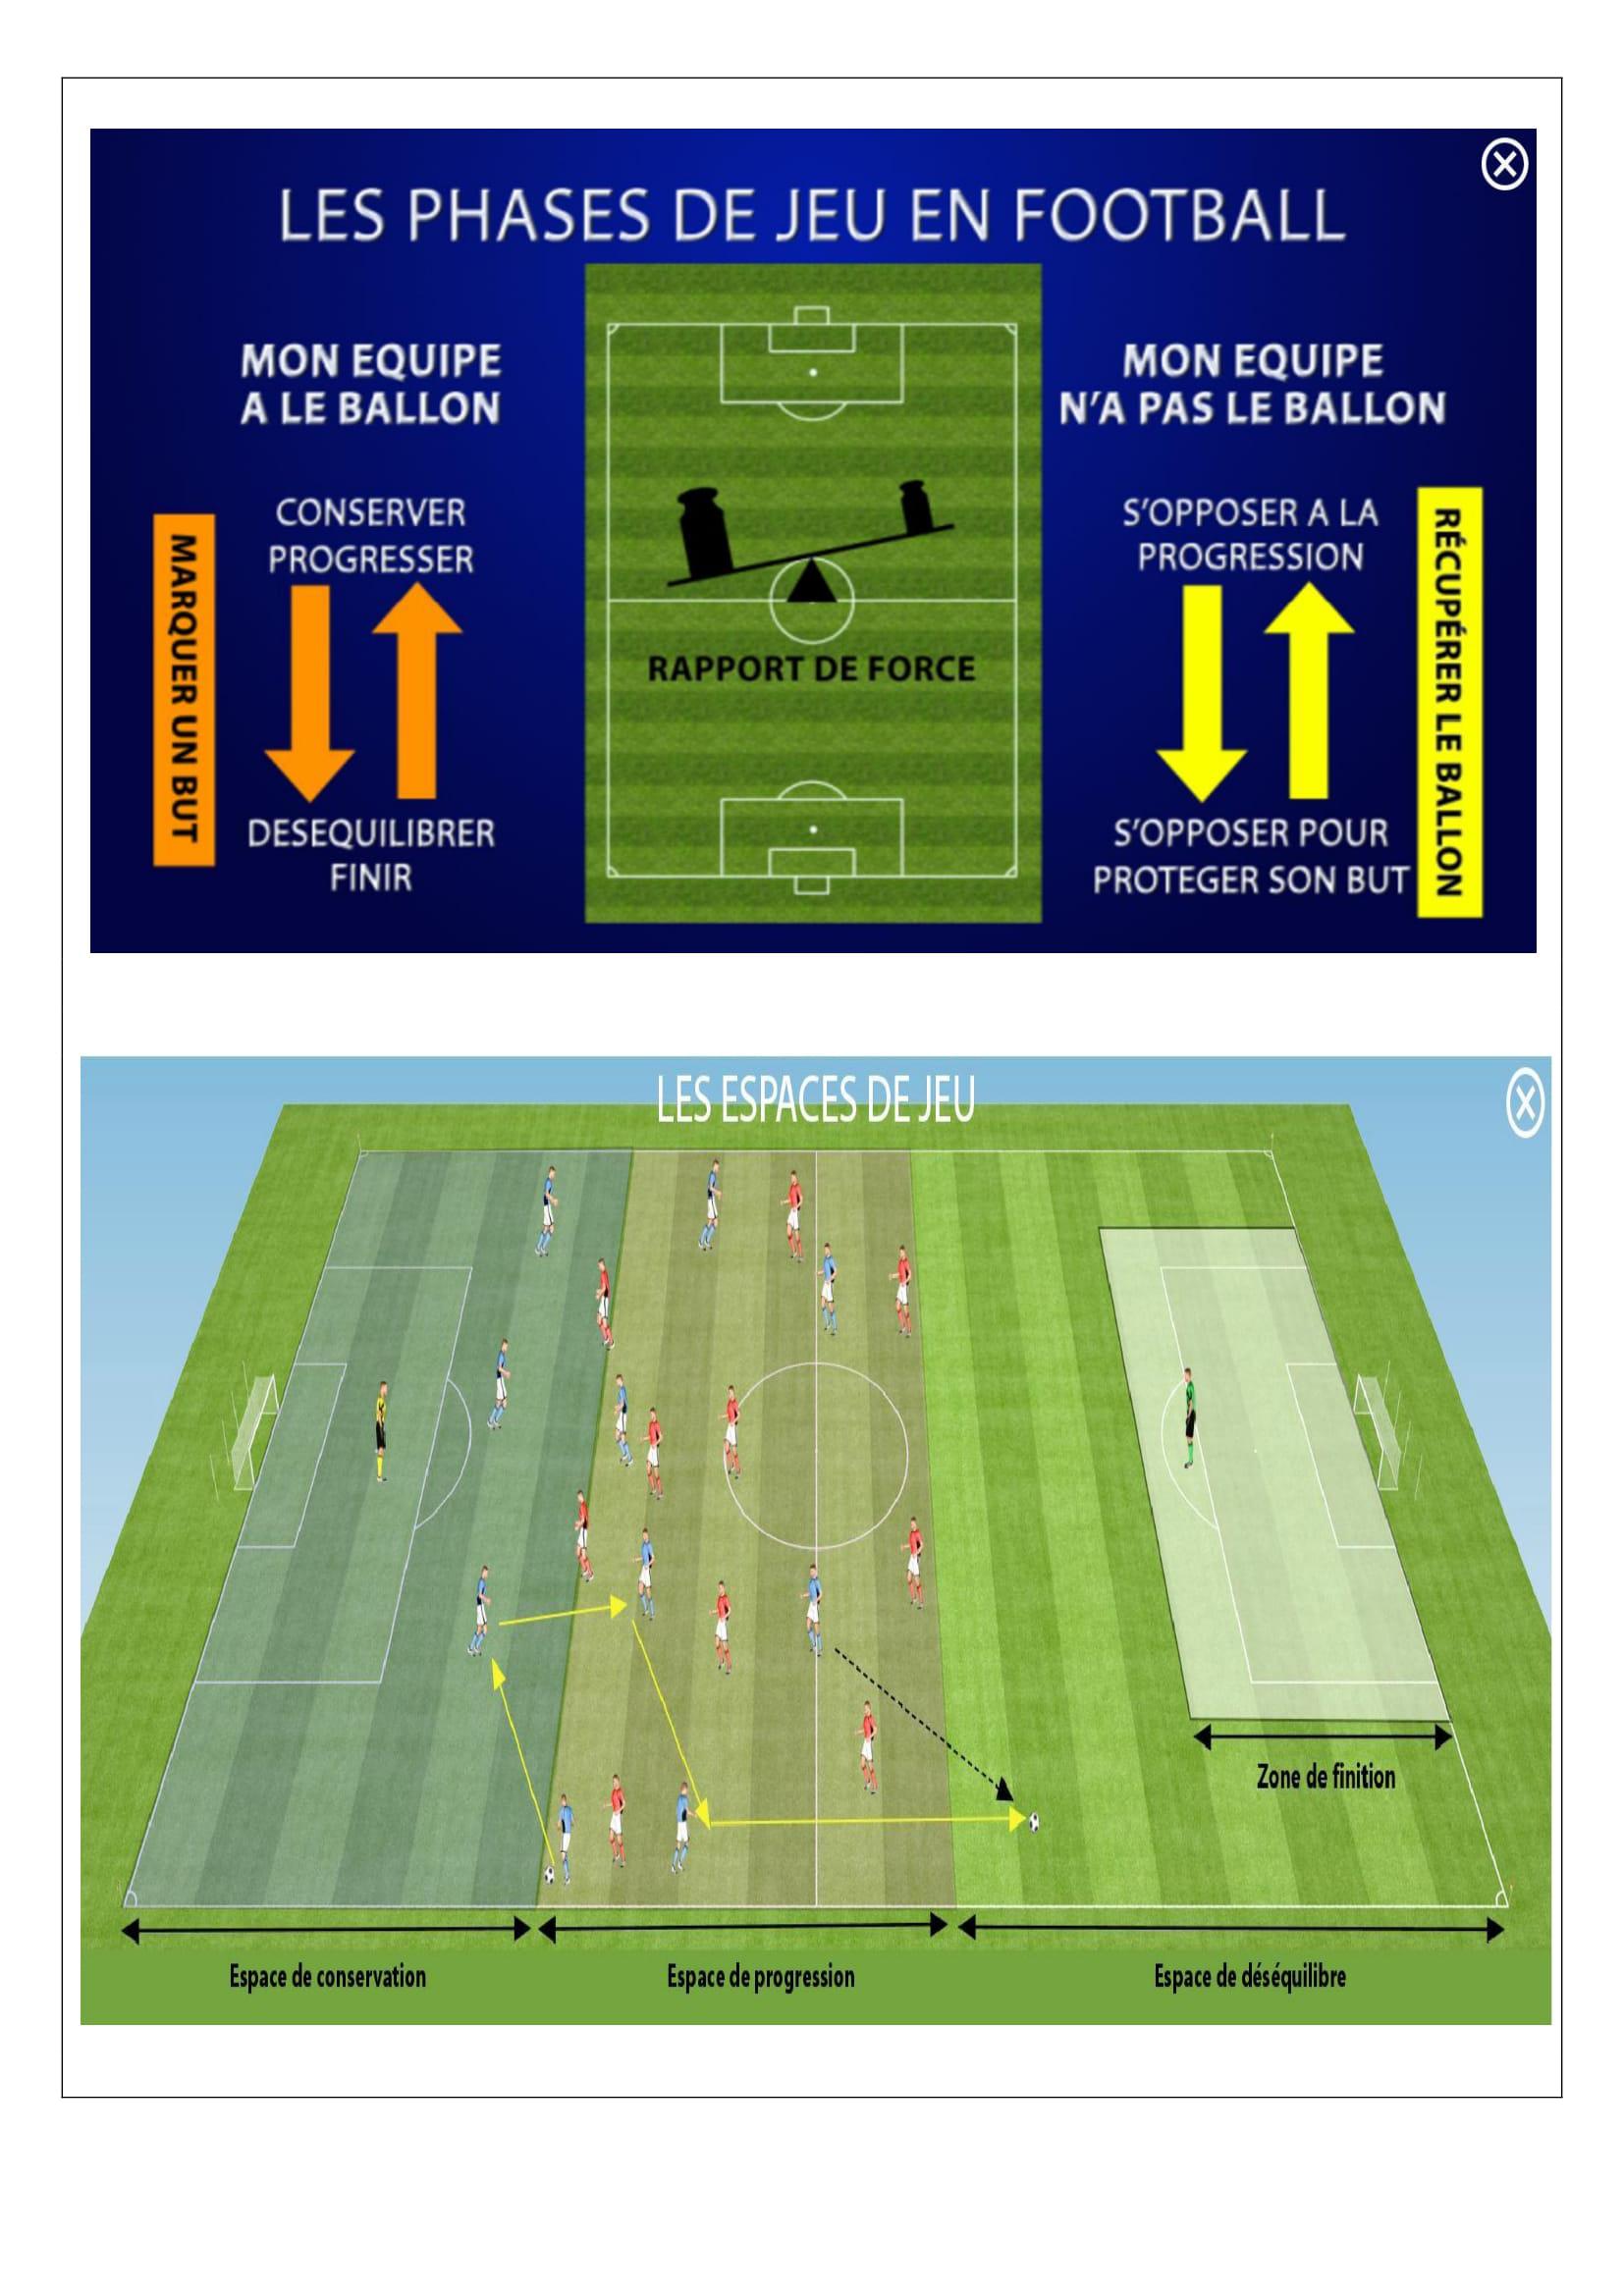 LES PHASES DE JEU EN FOOTBALL
MON EQUIPE
A LE BALLON
MARQUER UN BUT
CONSERVER
PROGRESSER
DESEQUILIBRER
FINIR
RAPPORT DE FORCE
MON EQUIPE
N'A PAS LE BALLON
S'OPPOSER A LA
PROGRESSION
S'OPPOSER POUR
PROTEGER SON BUT
RÉCUPÉRER LE BALLON
LES ESPACES DE JEU
Zone de finition
Espace de conservation
Espace de progression
Espace de déséquilibre